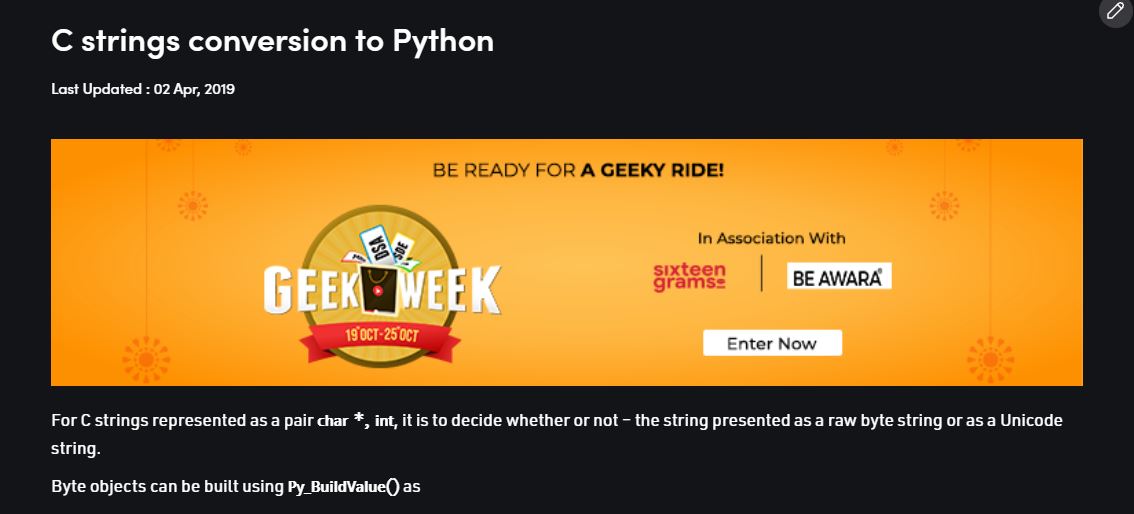 C strings conversion to Python
Last Updated : 02 Apr, 2019
BE READY FOR A GEEKY RIDE!
DSA
SDE
GEEK WEEK
19 OCT-25 OCT
In Association With
sixteen
grams
BE AWARA
Enter Now
For C strings represented as a pair char *, int, it is to decide whether or not – the string presented as a raw byte string or as a Unicode
string.
Byte objects can be built using Py_BuildValue() as